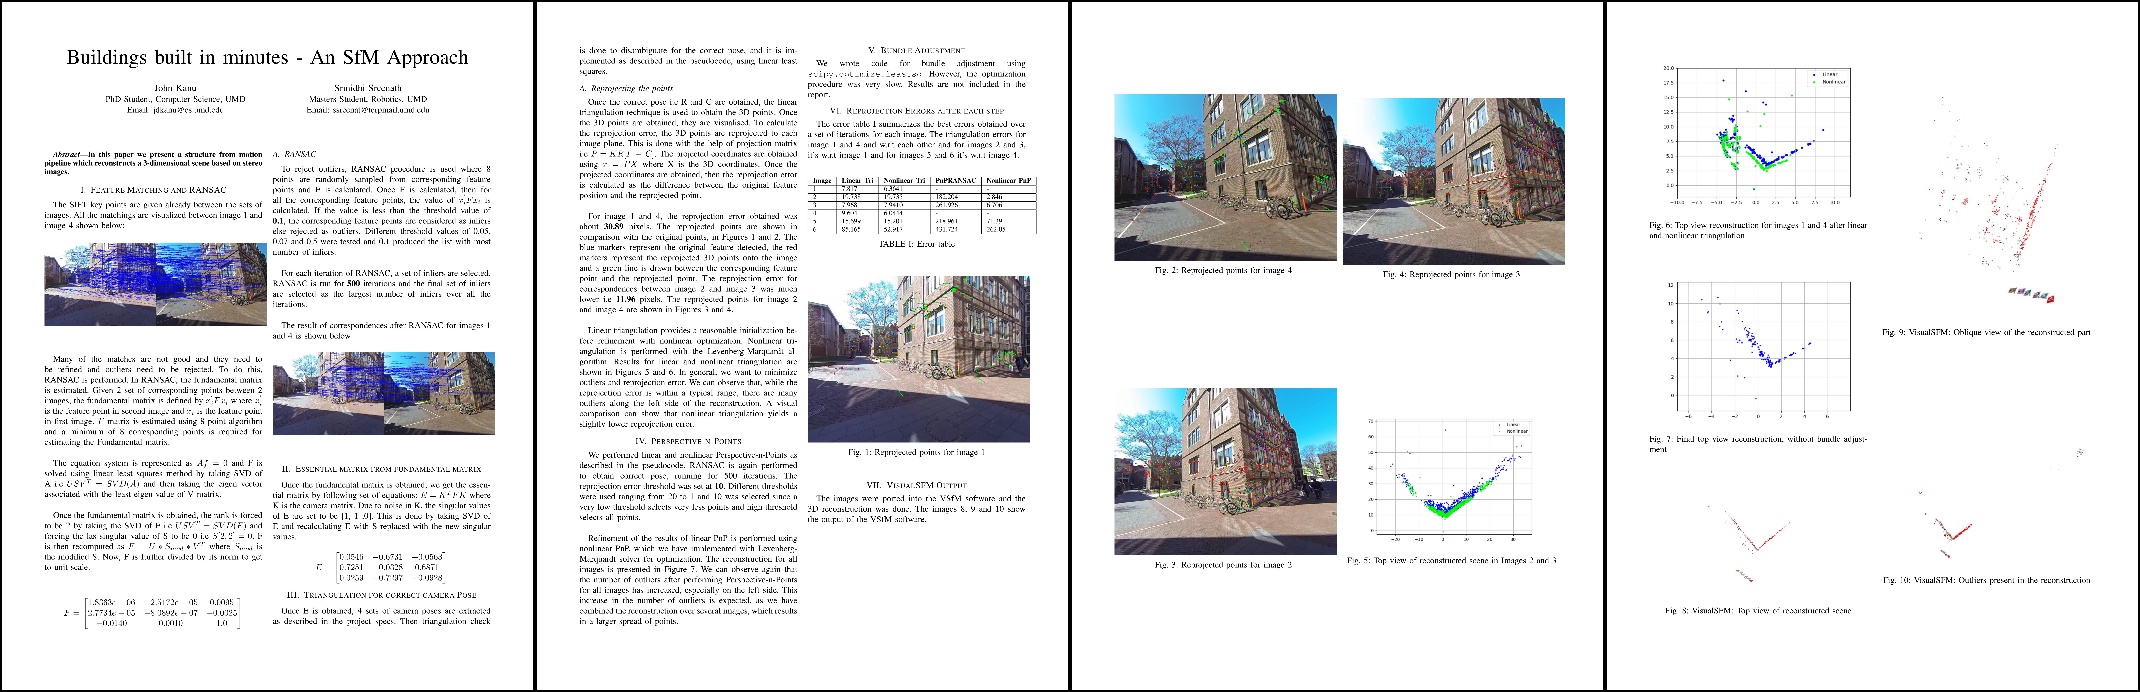 Buildings built in minutes - An SfM Approach
John Kanu
PhD Student, Computer Science, UMD
Email: jdkanu@cs.umd.edu
Srinidhi Sreenath
Masters Student, Robotics, UMD
Email: ssreenat@terpmail.umd.edu
Abstract—In this paper we present a structure from motion
pipeline which reconstructs a 3-dimensional scene based on stereo
images.
I. FEATURE MATCHING AND RANSAC
The SIFT key points are given already between the sets of
images. All the matchings are visualized between image 1 and
image 4 shown below:
Many of the matches are not good and they need to
be refined and outliers need to be rejected. To do this,
RANSAC is performed. In RANSAC, the fundamental matrix
is estimated. Given 2 set of corresponding points between 2
images, the fundamental matrix is defined by
is the feature point in second image and x_i is the feature point
in first image. F matrix is estimated using 8 point algorithm
and a minimum of 8 corresponding points is required for
estimating the Fundamental matrix.
The equation system is represented as Af = 0 and F is
solved using linear least squares method by taking SVD of
A i.e USV^T = SVD(A) and then taking the eigen vector
associated with the least eigen value of V matrix.
Once the fundamental matrix is obtained, the rank is forced
to be 2 by taking the SVD of F i.e USV^T = SVD(F) and
forcing the last singular value of S to be 0 i.e S[2,2] = 0. F
is then recomputed as F = U * S_mod * V^T where S_mod is
the modified S. Now, F is further divided by its norm to get
to unit scale.
A. RANSAC
To reject outliers, RANSAC procedure is used where 8
points are randomly sampled from corresponding feature
points and F is calculated. Once F is calculated, then for
all the corresponding feature points, the value of x_iFx_i is
calculated. If the value is less than the threshold value of
0.1, the corresponding feature points are considered as inliers
else rejected as outliers. Different threshold values of 0.05,
0.07 and 0.5 were tested and 0.1 produced the list with most
number of inliers.
For each iteration of RANSAC, a set of inliers are selected.
RANSAC is run for 500 iterations and the final set of inliers
are selected as the largest number of inliers over all the
iterations.
The result of correspondences after RANSAC for images 1
and 4 is shown below
II. ESSENTIAL MATRIX FROM FUNDAMENTAL MATRIX
Once the fundamental matrix is obtained, we get the essen-
tial matrix by following set of equations: E = K^TFK where
K is the camera matrix. Due to noise in K, the singular values
of E are set to be [1, 1, 0]. This is done by taking SVD of
E and recalculating E with S replaced with the new singular
values.
III. TRIANGULATION FOR CORRECT CAMERA POSE
Once E is obtained, 4 sets of camera poses are extracted
as described in the project specs. Then triangulation check
is done to disambiguate for the correct pose, and it is im-
plemented as described in the pseudocode, using linear least
squares.
A. Reprojecting the points
Once the correct pose i.e R and C are obtained, the linear
triangulation technique is used to obtain the 3D points. Once
the 3D points are obtained, they are visualised. To calculate
the reprojection error, the 3D points are reprojected to each
image plane. This is done with the help of projection matrix
i.e P = KR[I − C]. The projected coordinates are obtained
using x = PX where X is the 3D coordinates. Once the
projected coordinates are obtained, then the reprojection error
is calculated as the difference between the original feature
position and the reprojected point.
For image 1 and 4, the reprojection error obtained was
about 30.89 pixels. The reprojected points are shown in
comparison with the original points, in Figures 1 and 2. The
blue markers represent the original feature detected, the red
markers represent the reprojected 3D points onto the image
and a green line is drawn between the corresponding feature
point and the reprojected point. The reprojection error for
correspondences between image 2 and image 3 was much
lower i.e 11.96 pixels. The reprojected points for image 2
and image 4 are shown in Figures 3 and 4.
Linear triangulation provides a reasonable initialization be-
fore refinement with nonlinear optimization. Nonlinear tri-
angulation is performed with the Levenberg-Marquardt al-
gorithm. Results for linear and nonlinear triangulation are
shown in Figures 5 and 6. In general, we want to minimize
outliers and reprojection error. We can observe that, while the
reprojection error is within a typical range, there are many
outliers along the left side of the reconstruction. A visual
comparison can show that nonlinear triangulation yields a
slightly lower reprojection error.
IV. PERSPECTIVE N POINTS
We performed linear and nonlinear Perspective-n-Points as
described in the pseudocode. RANSAC is again performed
to obtain correct pose, running for 500 iterations. The
reprojection error threshold was set at 10. Different thresholds
were used ranging from 20 to 1 and 10 was selected since a
very low threshold selects very less points and high threshold
selects all points.
Refinement of the results of linear PnP is performed using
nonlinear PnP, which we have implemented with Levenberg-
Marquardt solver for optimization. The reconstruction for all
images is presented in Figure 7. We can observe again that
the number of outliers after performing Perspective-n-Points
for all images has increased, especially on the left side. This
increase in the number of outliers is expected, as we have
combined the reconstruction over several images, which results
in a larger spread of points.
V. BUNDLE ADJUSTMENT
We wrote code for bundle adjustment using
scipy.optimize.leastsq. However, the optimization
procedure was very slow. Results are not included in the
report.
VI. REPROJECTION ERRORS AFTER EACH STEP
The error table I summarizes the best errors obtained over
a set of iterations for each image. The triangulation errors for
image 1 and 4 w.r.t each other and for images 2 and 3,
it's w.r.t image 1 and for images 5 and 6 it's w.r.t image 4.
Image Linear Tri Nonlinear Tri PnPRANSAC Nonlinear PnP
TABLE I: Error table
Fig. 1: Reprojected points for image 1
VII. VISUALSFM OUTPUT
The images were ported into the VSfM software and the
3D reconstruction was done. The images 8, 9 and 10 show
the output of the VSfM software.
Fig. 2: Reprojected points for image 4
Fig. 4: Reprojected points for image 3
Fig. 3: Reprojected points for image 2
Linear
Nonlinear
Fig. 5: Top view of reconstructed scene in Images 2 and 3
Linear
Nonlinear
Fig. 6: Top view reconstruction for images 1 and 4 after linear
and nonlinear triangulation
Fig. 7: Final top view reconstruction, without bundle adjust-
ment
Fig. 8: VisualSFM: Top view of reconstructed scene
Fig. 9: VisualSFM: Oblique view of the reconstructed part
Fig. 10: VisualSFM: Outliers present in the reconstruction